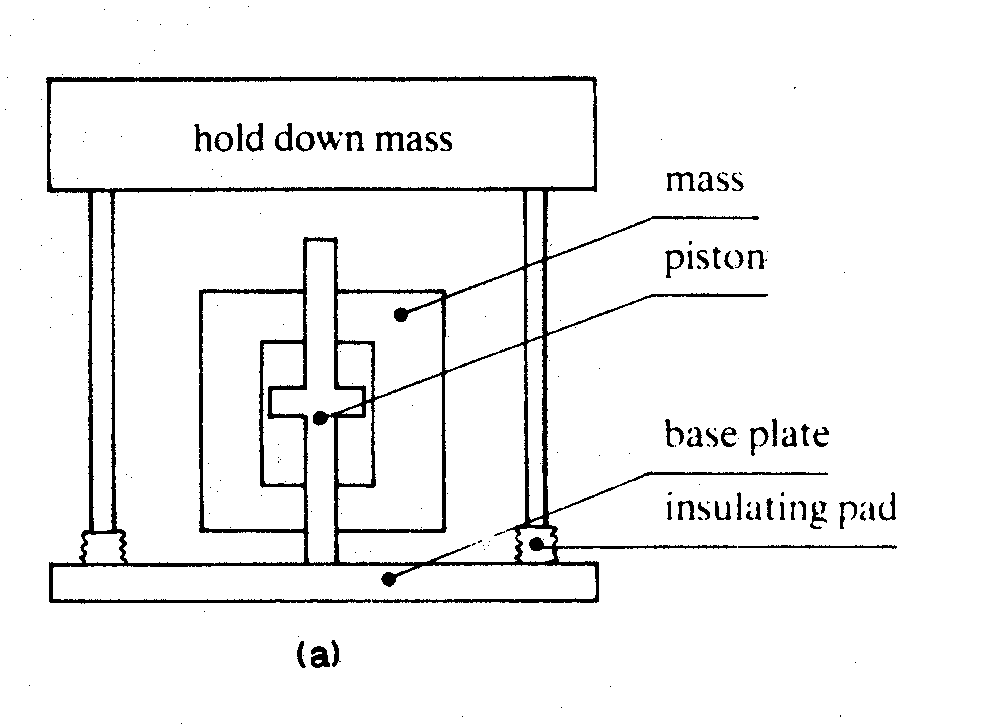 hold down mass
mass
piston
base plate
insulating pad
(a)